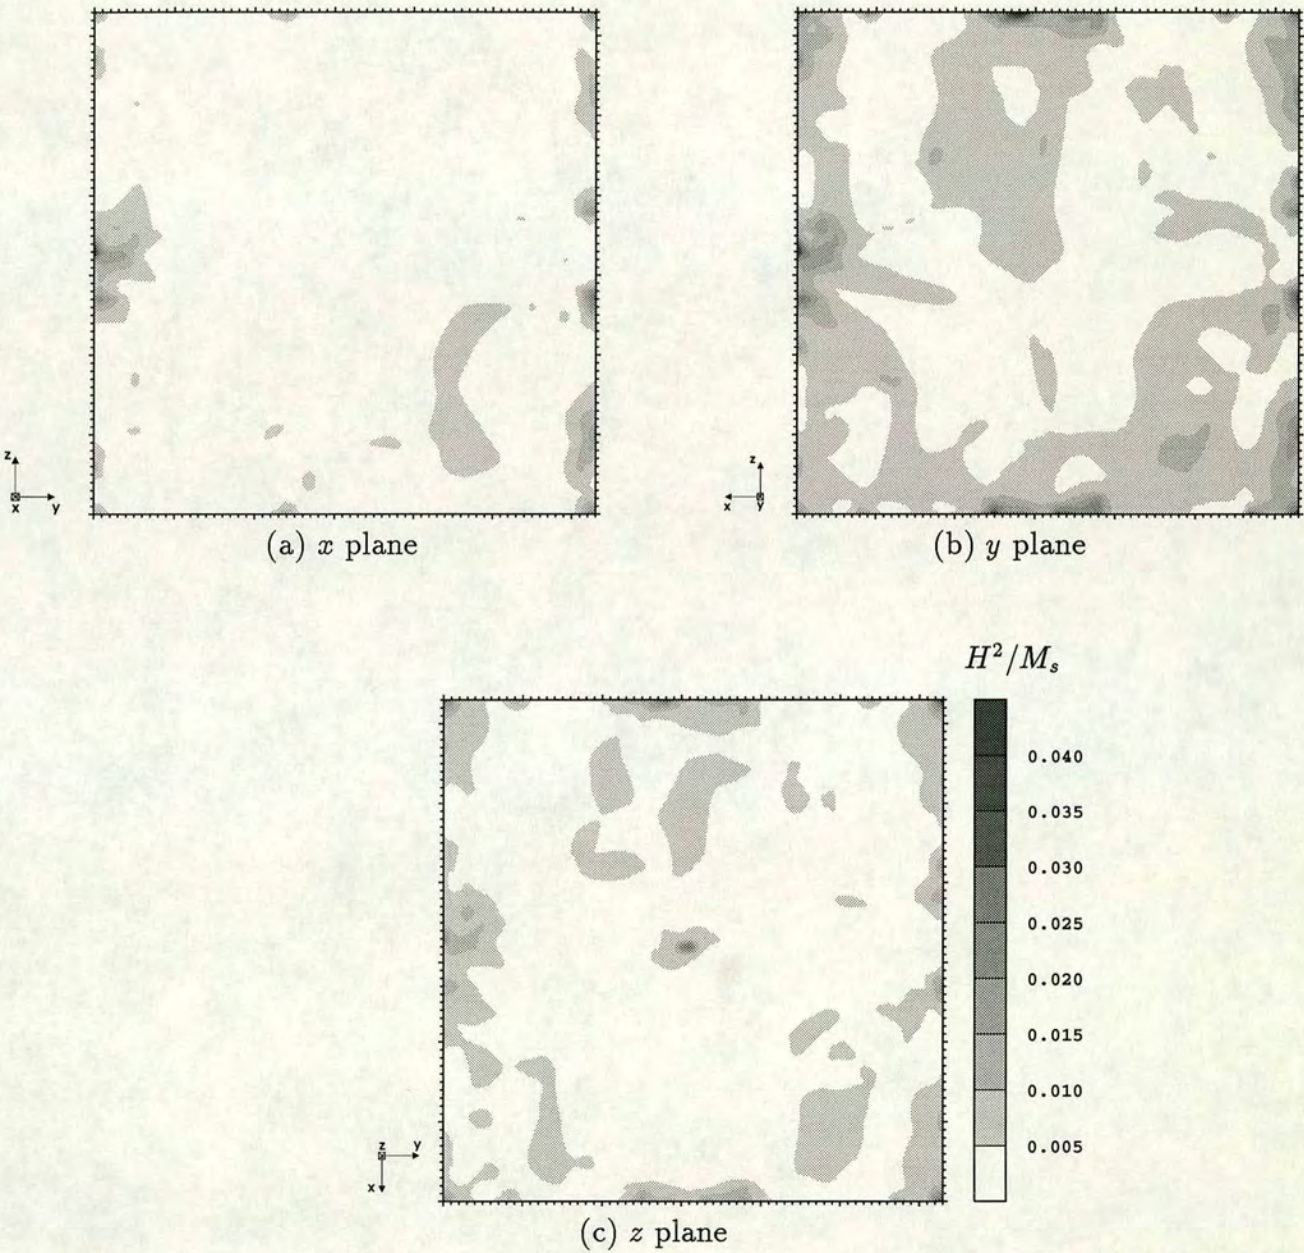 z
x y
(a) x plane
z
x y
(b) y plane
H²/Mₛ
0.040
0.035
0.030
0.025
0.020
0.015
0.010
0.005
z y
x
(c) z plane